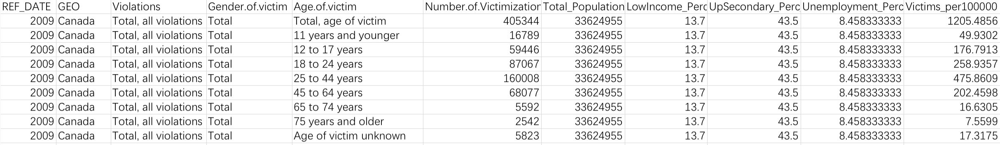 REF_DATE GEO Violations Gender.of.victim Age.of.victim Number.of.Victimization Total_Population LowIncome_Perc UpSecondary_Perc Unemployment_Perc Victims_per100000
2009 Canada Total, all violations Total Total, age of victim 405344 33624955 13.7 43.5 8.458333333 1205.4856
2009 Canada Total, all violations Total 11 years and younger 16789 33624955 13.7 43.5 8.458333333 49.9302
2009 Canada Total, all violations Total 12 to 17 years 59446 33624955 13.7 43.5 8.458333333 176.7913
2009 Canada Total, all violations Total 18 to 24 years 87067 33624955 13.7 43.5 8.458333333 258.9357
2009 Canada Total, all violations Total 25 to 44 years 160008 33624955 13.7 43.5 8.458333333 475.8609
2009 Canada Total, all violations Total 45 to 64 years 68077 33624955 13.7 43.5 8.458333333 202.4598
2009 Canada Total, all violations Total 65 to 74 years 5592 33624955 13.7 43.5 8.458333333 16.6305
2009 Canada Total, all violations Total 75 years and older 2542 33624955 13.7 43.5 8.458333333 7.5599
2009 Canada Total, all violations Total Age of victim unknown 5823 33624955 13.7 43.5 8.458333333 17.3175